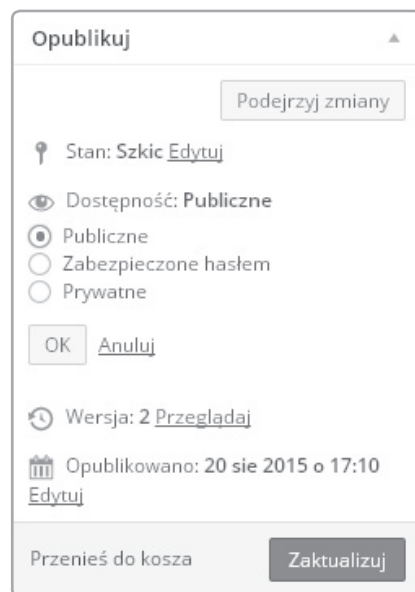 Opublikuj
Podejrzyj zmiany
Stan: Szkic Edytuj
Dostępność: Publiczne
Publiczne
Zabezpieczone hasłem
Prywatne
OK Anuluj
Wersja: 2 Przeglądaj
Opublikowano: 20 sie 2015 o 17:10
Edytuj
Przenieś do kosza Zaktualizuj